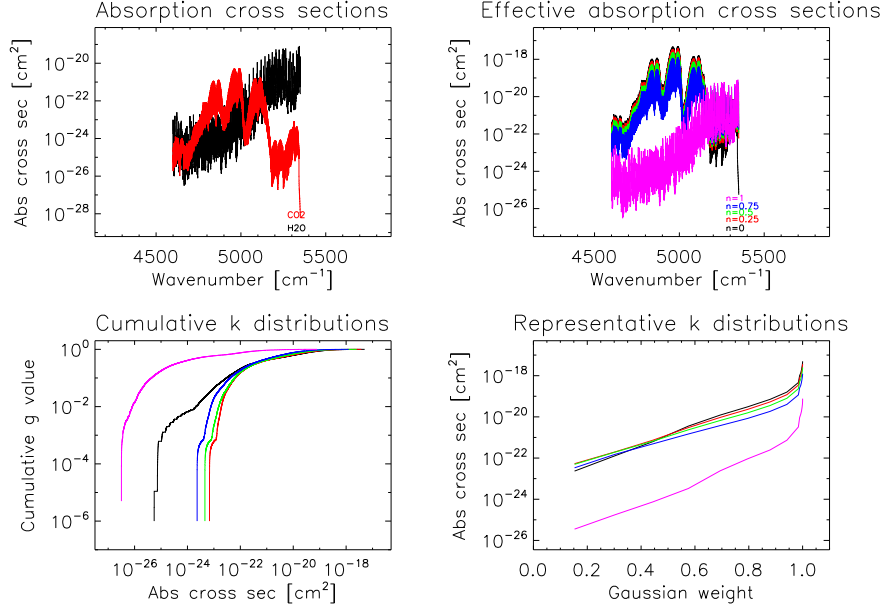 Absorption cross sections
Abs cross sec [cm²]
10⁻²⁰
10⁻²²
10⁻²⁴
10⁻²⁶
10⁻²⁸
CO2
H2O
4500 5000 5500
Wavenumber [cm⁻¹]
Effective absorption cross sections
Abs cross sec [cm²]
10⁻¹⁸
10⁻²⁰
10⁻²²
10⁻²⁴
10⁻²⁶
n=1
n=0.75
n=0.5
n=0.25
n=0
4500 5000 5500
Wavenumber [cm⁻¹]
Cumulative k distributions
Cumulative g value
10⁰
10⁻²
10⁻⁴
10⁻⁶
10⁻²⁶ 10⁻²⁴ 10⁻²² 10⁻²⁰ 10⁻¹⁸
Abs cross sec [cm²]
Representative k distributions
Abs cross sec [cm²]
10⁻¹⁸
10⁻²⁰
10⁻²²
10⁻²⁴
10⁻²⁶
0.0 0.2 0.4 0.6 0.8 1.0
Gaussian weight